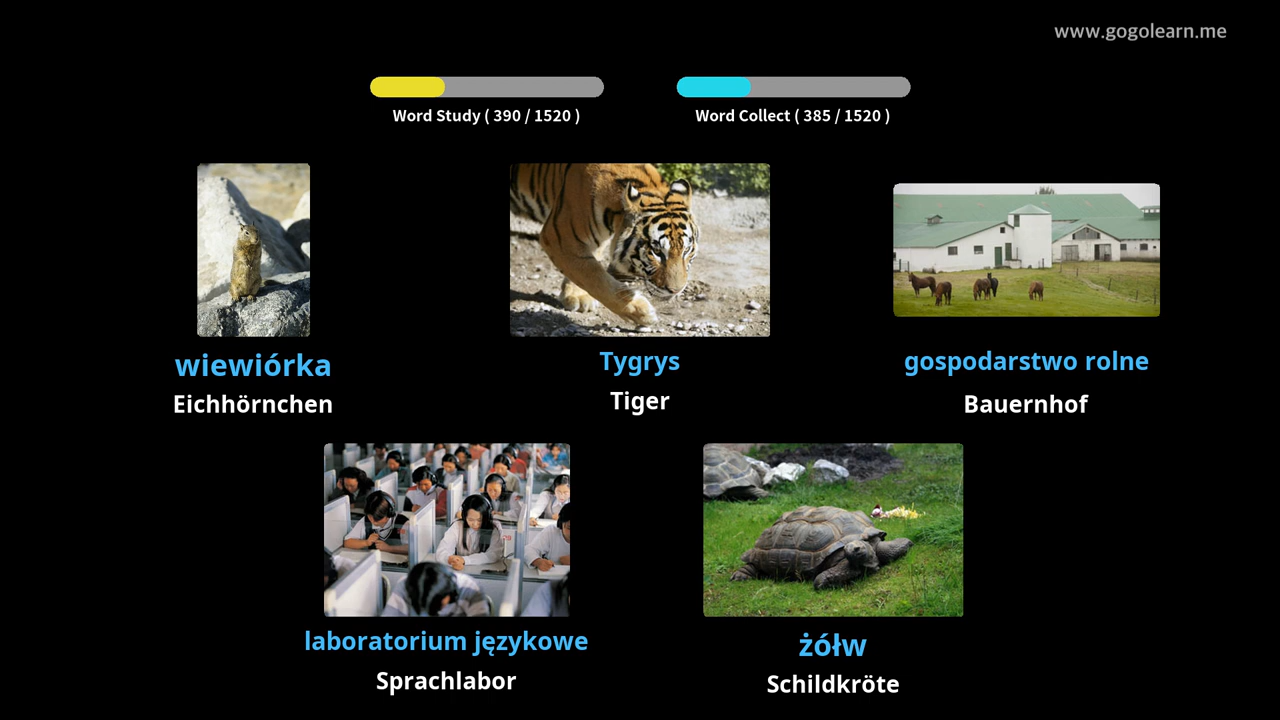 www.gogolearn.me
Word Study ( 390 / 1520 )
Word Collect ( 385 / 1520 )
wiewiórka
Eichhörnchen
Tygrys
Tiger
gospodarstwo rolne
Bauernhof
laboratorium językowe
Sprachlabor
żółw
Schildkröte